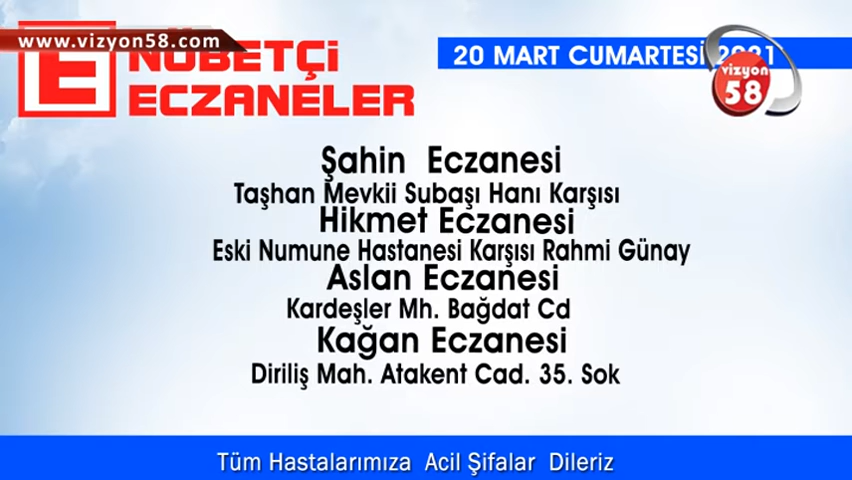 www.vizyon58.com
E NÖBETÇİ
ECZANELER
20 MART CUMARTESİ 2021
vizyon
58
Şahin Eczanesi
Taşhan Mevkii Subaşı Hanı Karşısı
Hikmet Eczanesi
Eski Numune Hastanesi Karşısı Rahmi Günay
Aslan Eczanesi
Kardeşler Mh. Bağdat Cd
Kağan Eczanesi
Diriliş Mah. Atakent Cad. 35. Sok
Tüm Hastalarımıza Acil Şifalar Dileriz